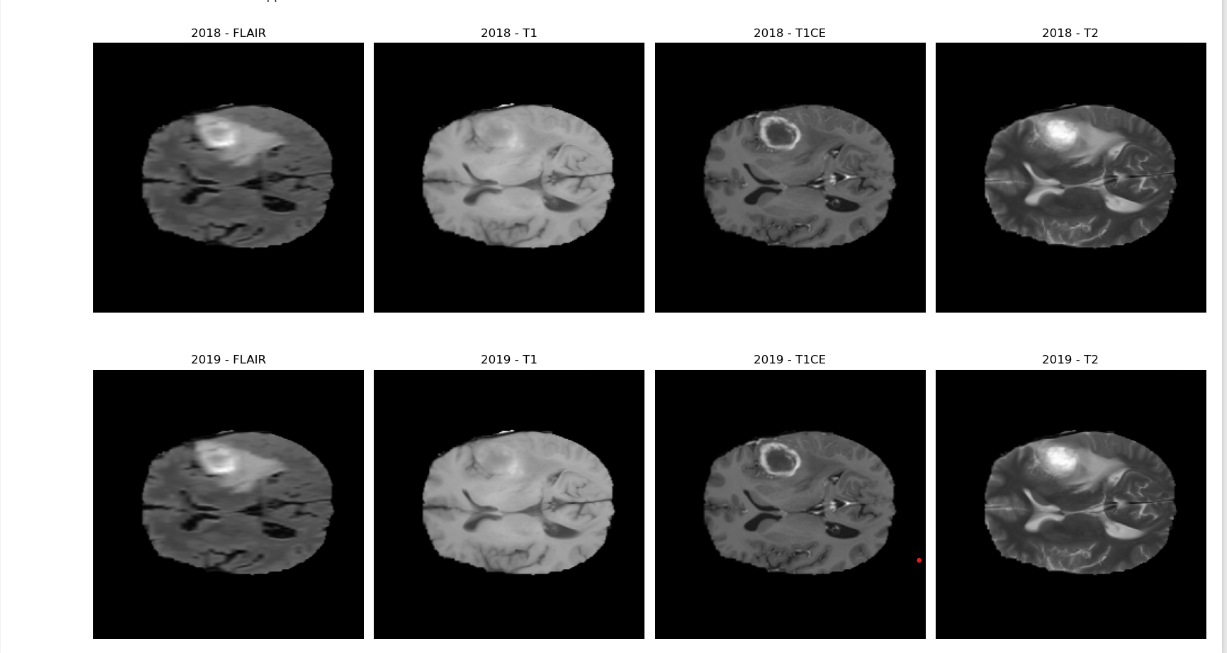 2018 - FLAIR
2018 - T1
2018 - T1CE
2018 - T2
2019 - FLAIR
2019 - T1
2019 - T1CE
2019 - T2